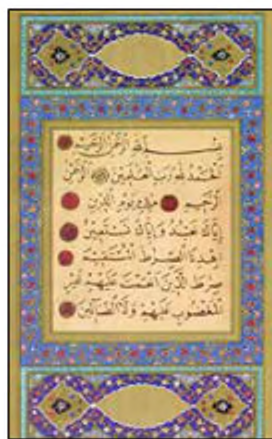 بسم الله الرحمن الرحيم
الحمد لله رب العلمين الرحمن
الرحيم ملك يوم الدين
إياك نعبد وإياك نستعين
اهدنا الصراط المستقيم
صراط الذين أنعمت عليهم غير
المغضوب عليهم ولا الضالين